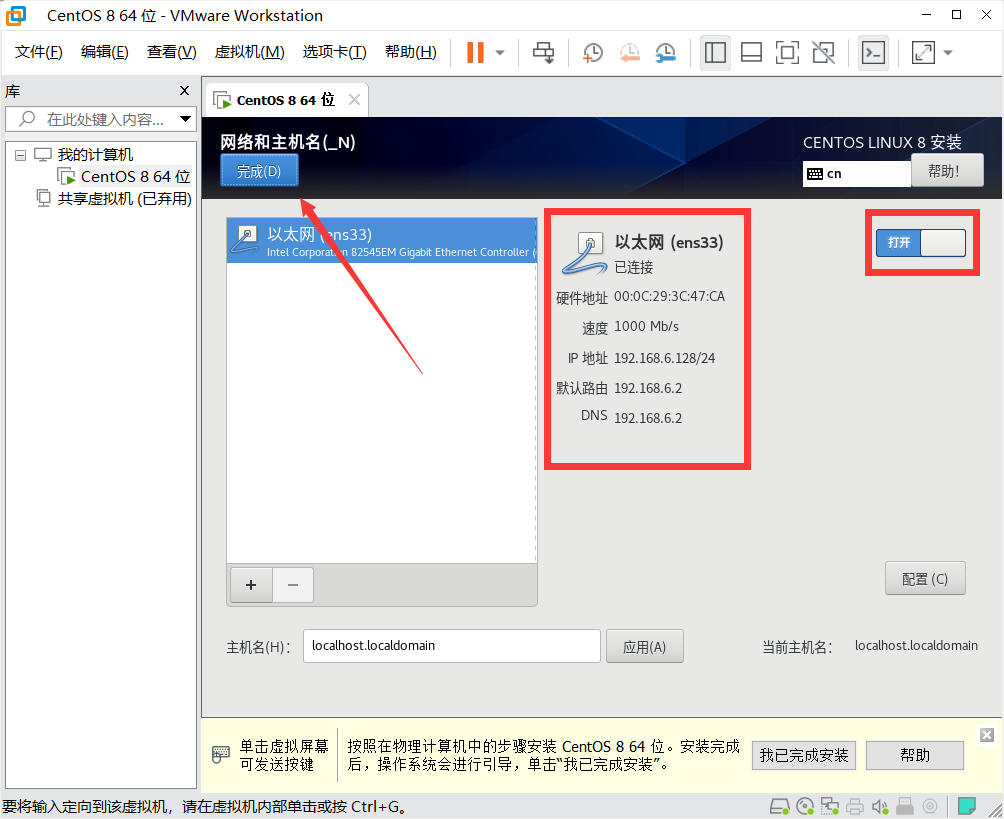 CentOS 8 64 位 - VMware Workstation
文件(F) 编辑(E) 查看(V) 虚拟机(M) 选项卡(T) 帮助(H)
库
在此处键入内容...
我的计算机
CentOS 8 64 位
共享虚拟机 (已弃用)
CentOS 8 64 位
网络和主机名(_N)
完成(D)
CENTOS LINUX 8 安装
cn
帮助！
以太网 (ens33)
Intel Corporation 82545EM Gigabit Ethernet Controller (
以太网 (ens33)
已连接
硬件地址 00:0C:29:3C:47:CA
速度 1000 Mb/s
IP 地址 192.168.6.128/24
默认路由 192.168.6.2
DNS 192.168.6.2
打开
+ −
配置 (C)
主机名(H)： localhost.localdomain 应用(A) 当前主机名： localhost.localdomain
单击虚拟屏幕
可发送按键
按照在物理计算机中的步骤安装 CentOS 8 64 位。安装完成
后，操作系统会进行引导，单击“我已完成安装”。
我已完成安装 帮助
要将输入定向到该虚拟机，请在虚拟机内部单击或按 Ctrl+G。